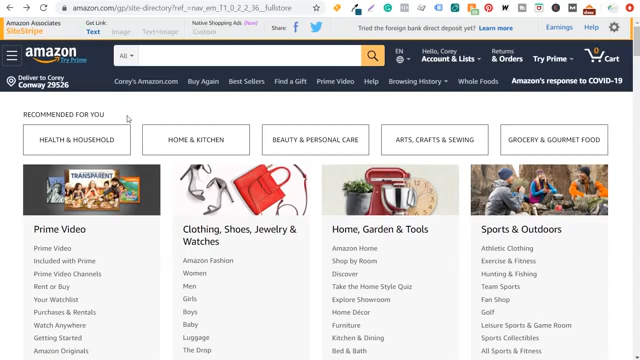 amazon.com/gp/site-directory?ref_=nav_em_T1_0_2_2_36__fullstore
Amazon Associates
SiteStripe
Get Link:
Text
Text+Image
Custom
Native Shopping Ads (New)
Share:
Tried the foreign bank direct deposit yet? Learn more
Earnings
Help
amazon
Try Prime
All
EN
Hello, Corey
Account & Lists
Returns
& Orders
Try Prime
0
Cart
Deliver to Corey
Conway 29526
Corey's Amazon.com
Buy Again
Best Sellers
Find a Gift
Prime Video
Help
Browsing History
Whole Foods
Amazon's response to COVID-19
RECOMMENDED FOR YOU
HEALTH & HOUSEHOLD
HOME & KITCHEN
BEAUTY & PERSONAL CARE
ARTS, CRAFTS & SEWING
GROCERY & GOURMET FOOD
TRANSPARENT
Prime Video
Prime Video
Included with Prime
Prime Video Channels
Rent or Buy
Your Watchlist
Purchases & Rentals
Watch Anywhere
Getting Started
Amazon Originals
Clothing, Shoes, Jewelry &
Watches
Amazon Fashion
Women
Men
Girls
Boys
Baby
Luggage
The Drop
Home, Garden & Tools
Amazon Home
Shop by Room
Discover
Take the Home Style Quiz
Explore Showroom
Home Décor
Furniture
Kitchen & Dining
Bed & Bath
Sports & Outdoors
Athletic Clothing
Exercise & Fitness
Hunting & Fishing
Team Sports
Fan Shop
Golf
Leisure Sports & Game Room
Sports Collectibles
All Sports & Fitness